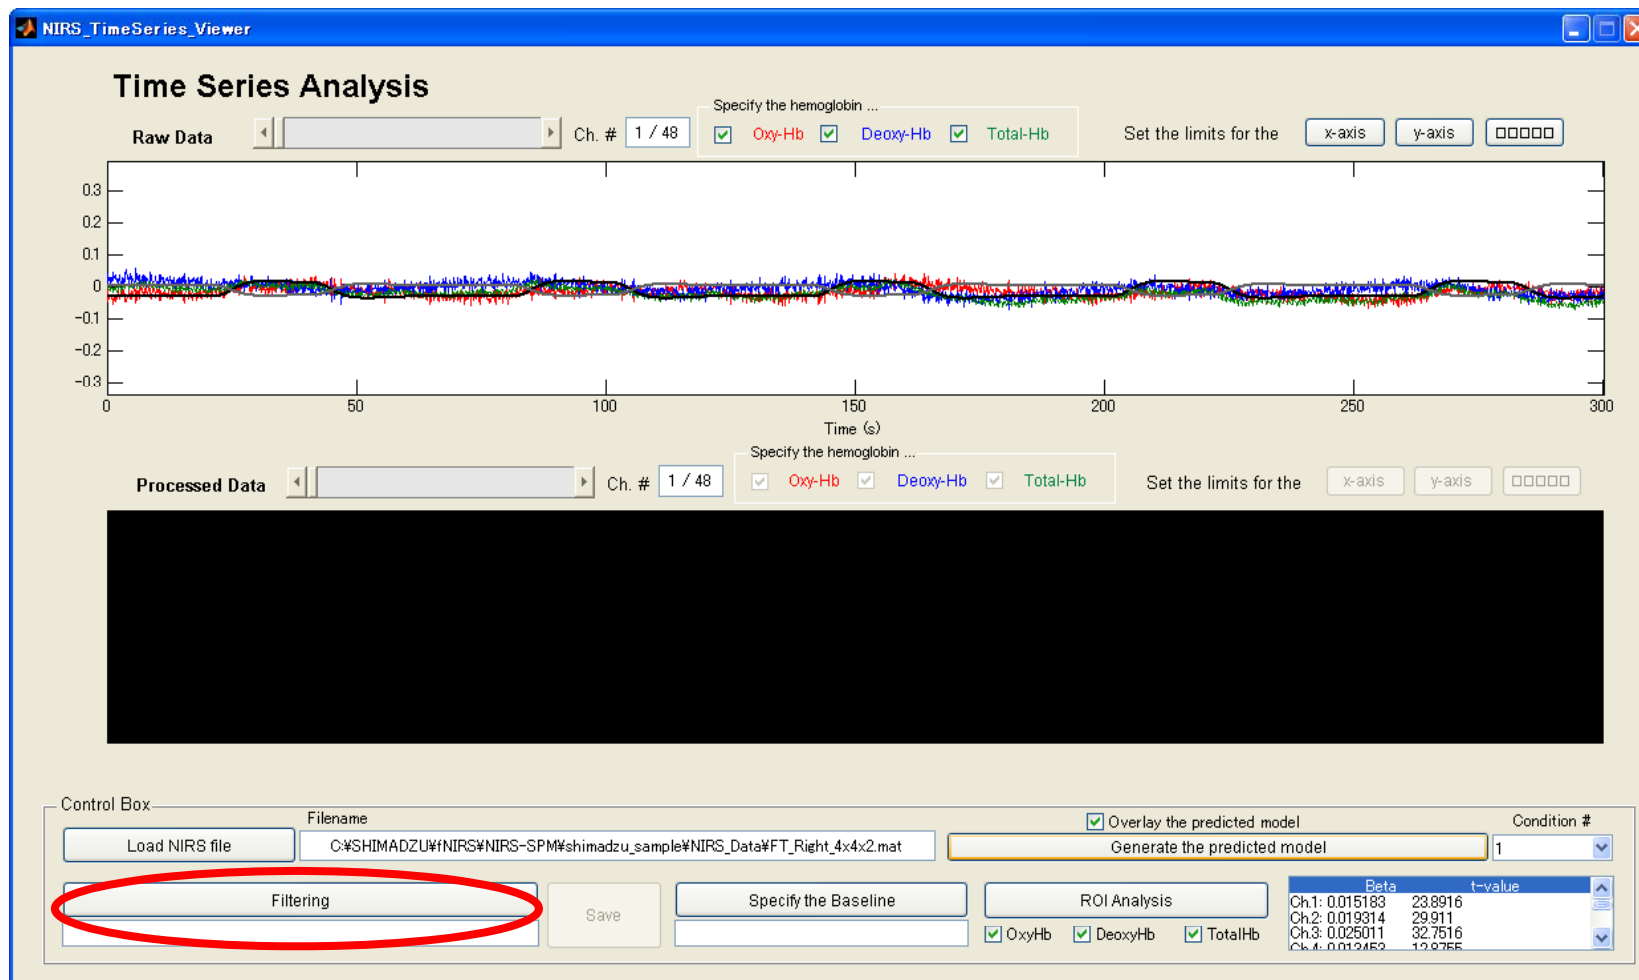 NIRS_TimeSeries_Viewer
Time Series Analysis
Raw Data
Ch. # 1 / 48
Specify the hemoglobin ...
Oxy-Hb Deoxy-Hb Total-Hb
Set the limits for the x-axis y-axis □□□□□
0.3
0.2
0.1
0
-0.1
-0.2
-0.3
0 50 100 150 200 250 300
Time (s)
Processed Data
Ch. # 1 / 48
Specify the hemoglobin ...
Oxy-Hb Deoxy-Hb Total-Hb
Set the limits for the x-axis y-axis □□□□□
Control Box
Filename
Load NIRS file
C:¥SHIMADZU¥fNIRS¥NIRS-SPM¥shimadzu_sample¥NIRS_Data¥FT_Right_4x4x2.mat
Overlay the predicted model
Generate the predicted model
Condition #
1
Filtering
Save
Specify the Baseline
ROI Analysis
OxyHb DeoxyHb TotalHb
Beta t-value
Ch.1: 0.015183 23.8916
Ch.2: 0.019314 29.911
Ch.3: 0.025011 32.7516
Ch.4: 0.013453 12.8755